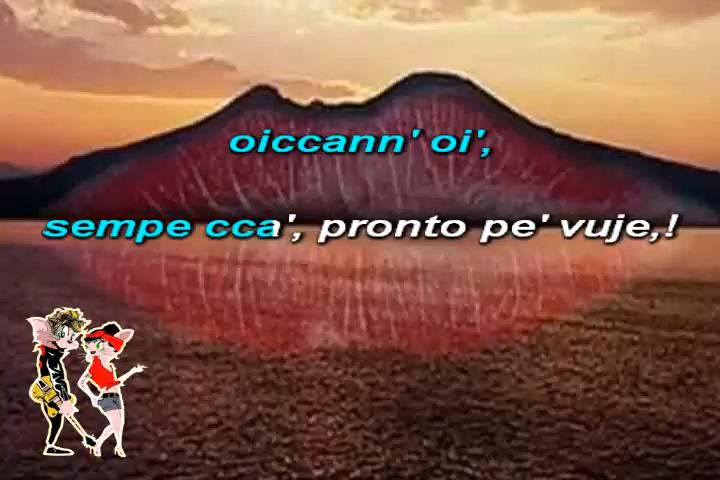 oiccann' oi',
sempe cca', pronto pe' vuje,!